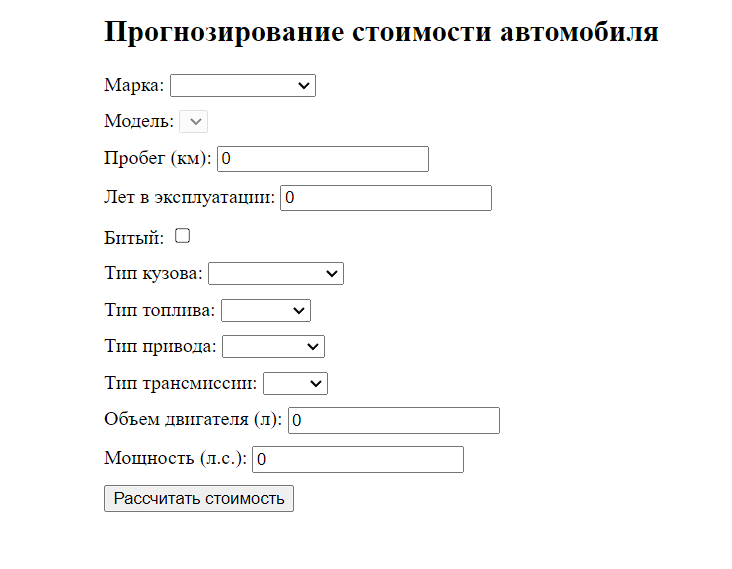 Прогнозирование стоимости автомобиля
Марка:
Модель:
Пробег (км): 0
Лет в эксплуатации: 0
Битый:
Тип кузова:
Тип топлива:
Тип привода:
Тип трансмиссии:
Объем двигателя (л): 0
Мощность (л.с.): 0
Рассчитать стоимость